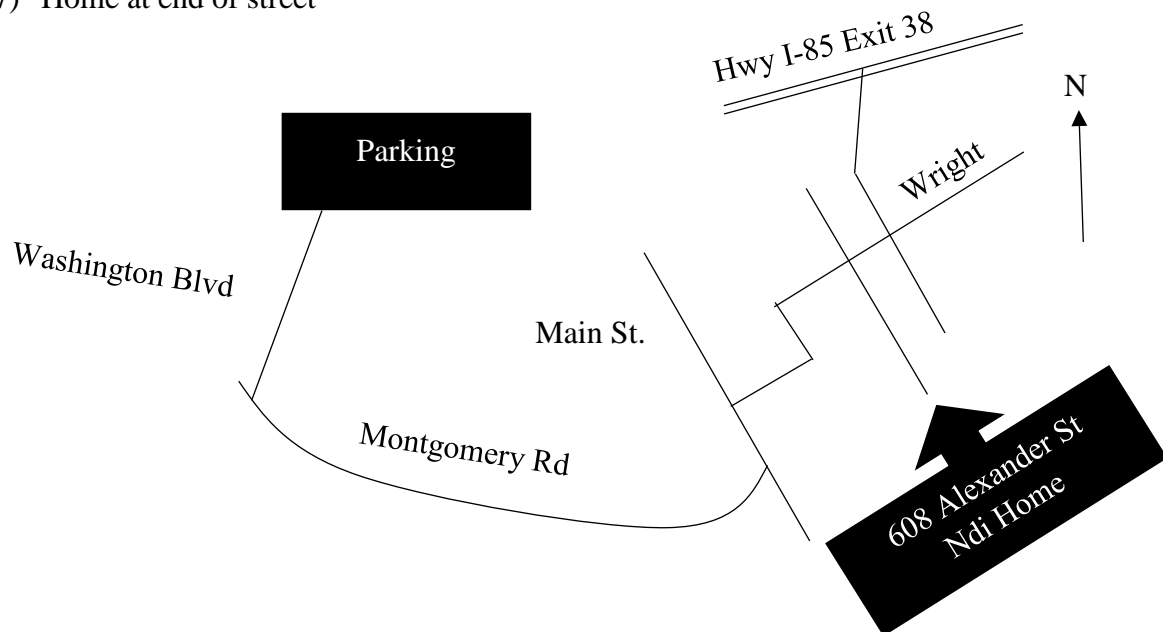 Home at end of street
Hwy I-85 Exit 38
N
Parking
Wright
Washington Blvd
Main St.
Montgomery Rd
608 Alexander St
Ndi Home